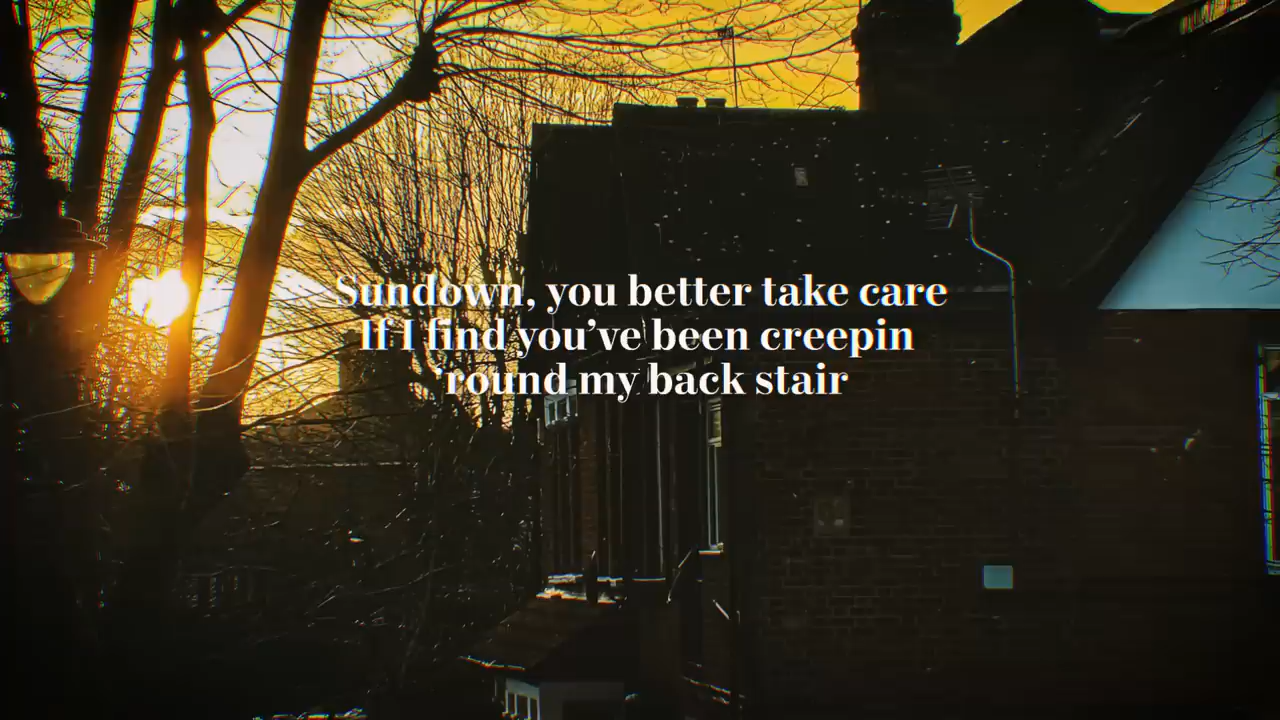 Sundown, you better take care
If I find you’ve been creepin
‘round my back stair